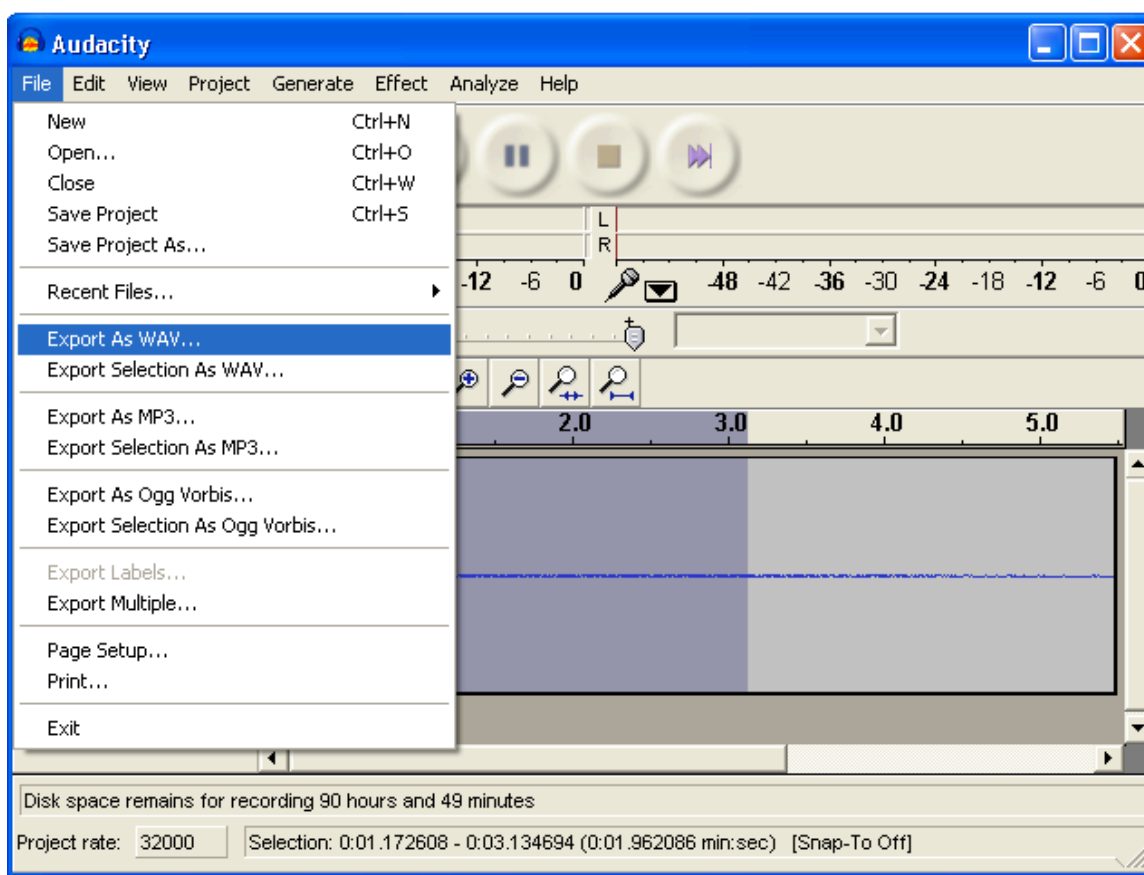 Audacity
File Edit View Project Generate Effect Analyze Help
New Ctrl+N
Open... Ctrl+O
Close Ctrl+W
Save Project Ctrl+S
Save Project As...
Recent Files...
Export As WAV...
Export Selection As WAV...
Export As MP3...
Export Selection As MP3...
Export As Ogg Vorbis...
Export Selection As Ogg Vorbis...
Export Labels...
Export Multiple...
Page Setup...
Print...
Exit
L
R
-12 -6 0 -48 -42 -36 -30 -24 -18 -12 -6 0
2.0 3.0 4.0 5.0
Disk space remains for recording 90 hours and 49 minutes
Project rate: 32000 Selection: 0:01.172608 - 0:03.134694 (0:01.962086 min:sec) [Snap-To Off]